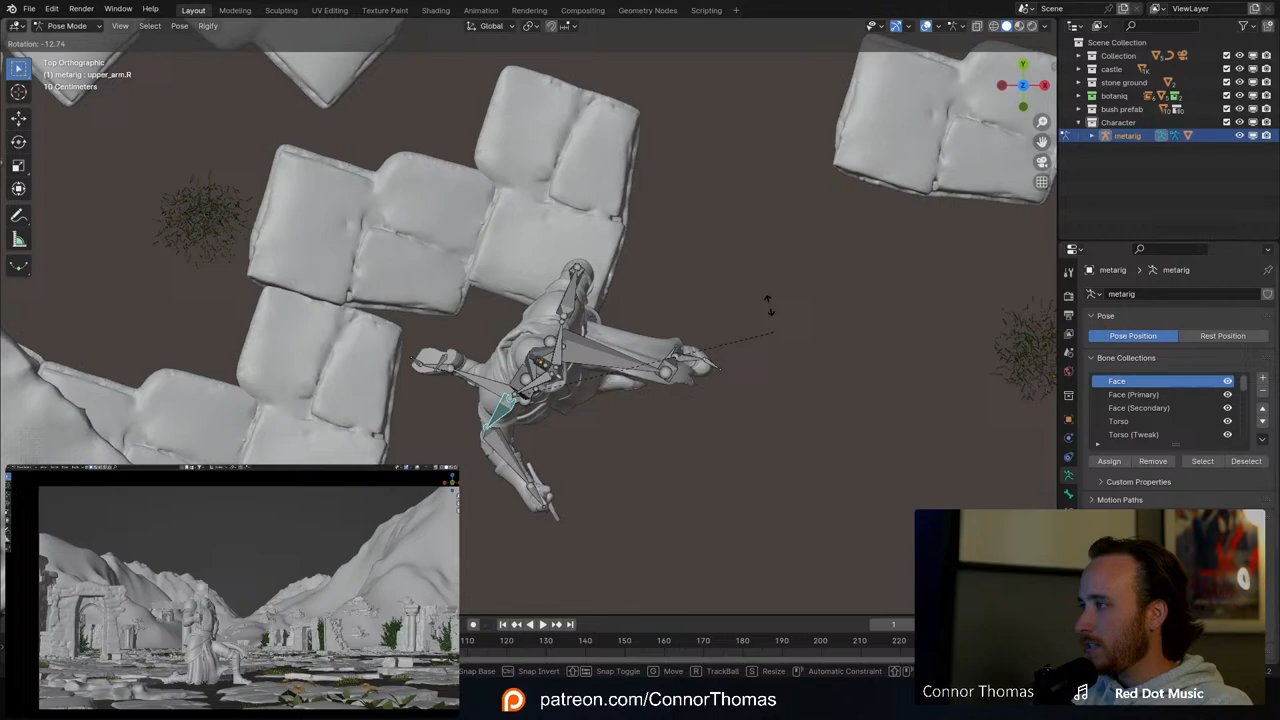 File Edit Render Window Help Layout Modeling Sculpting UV Editing Texture Paint Shading Animation Rendering Compositing Geometry Nodes Scripting + Scene ViewLayer
Pose Mode View Select Pose Rigify Global
Rotation: -12.74
Top Orthographic
(1) metarig : upper_arm.R
10 Centimeters
Scene Collection
Collection
castle
stone ground
botaniq
bush prefab
Character
metarig
metarig metarig
metarig
Pose
Pose Position Rest Position
Bone Collections
Face
Face (Primary)
Face (Secondary)
Torso
Torso (Tweak)
Assign Remove Select Deselect
Custom Properties
Motion Paths
1
110 120 130 140 150 160 170 180 190 200 210 220
Snap Base Ctrl Snap Invert Snap Toggle G Move R TrackBall S Resize Automatic Constraint
patreon.com/ConnorThomas
Connor Thomas Red Dot Music